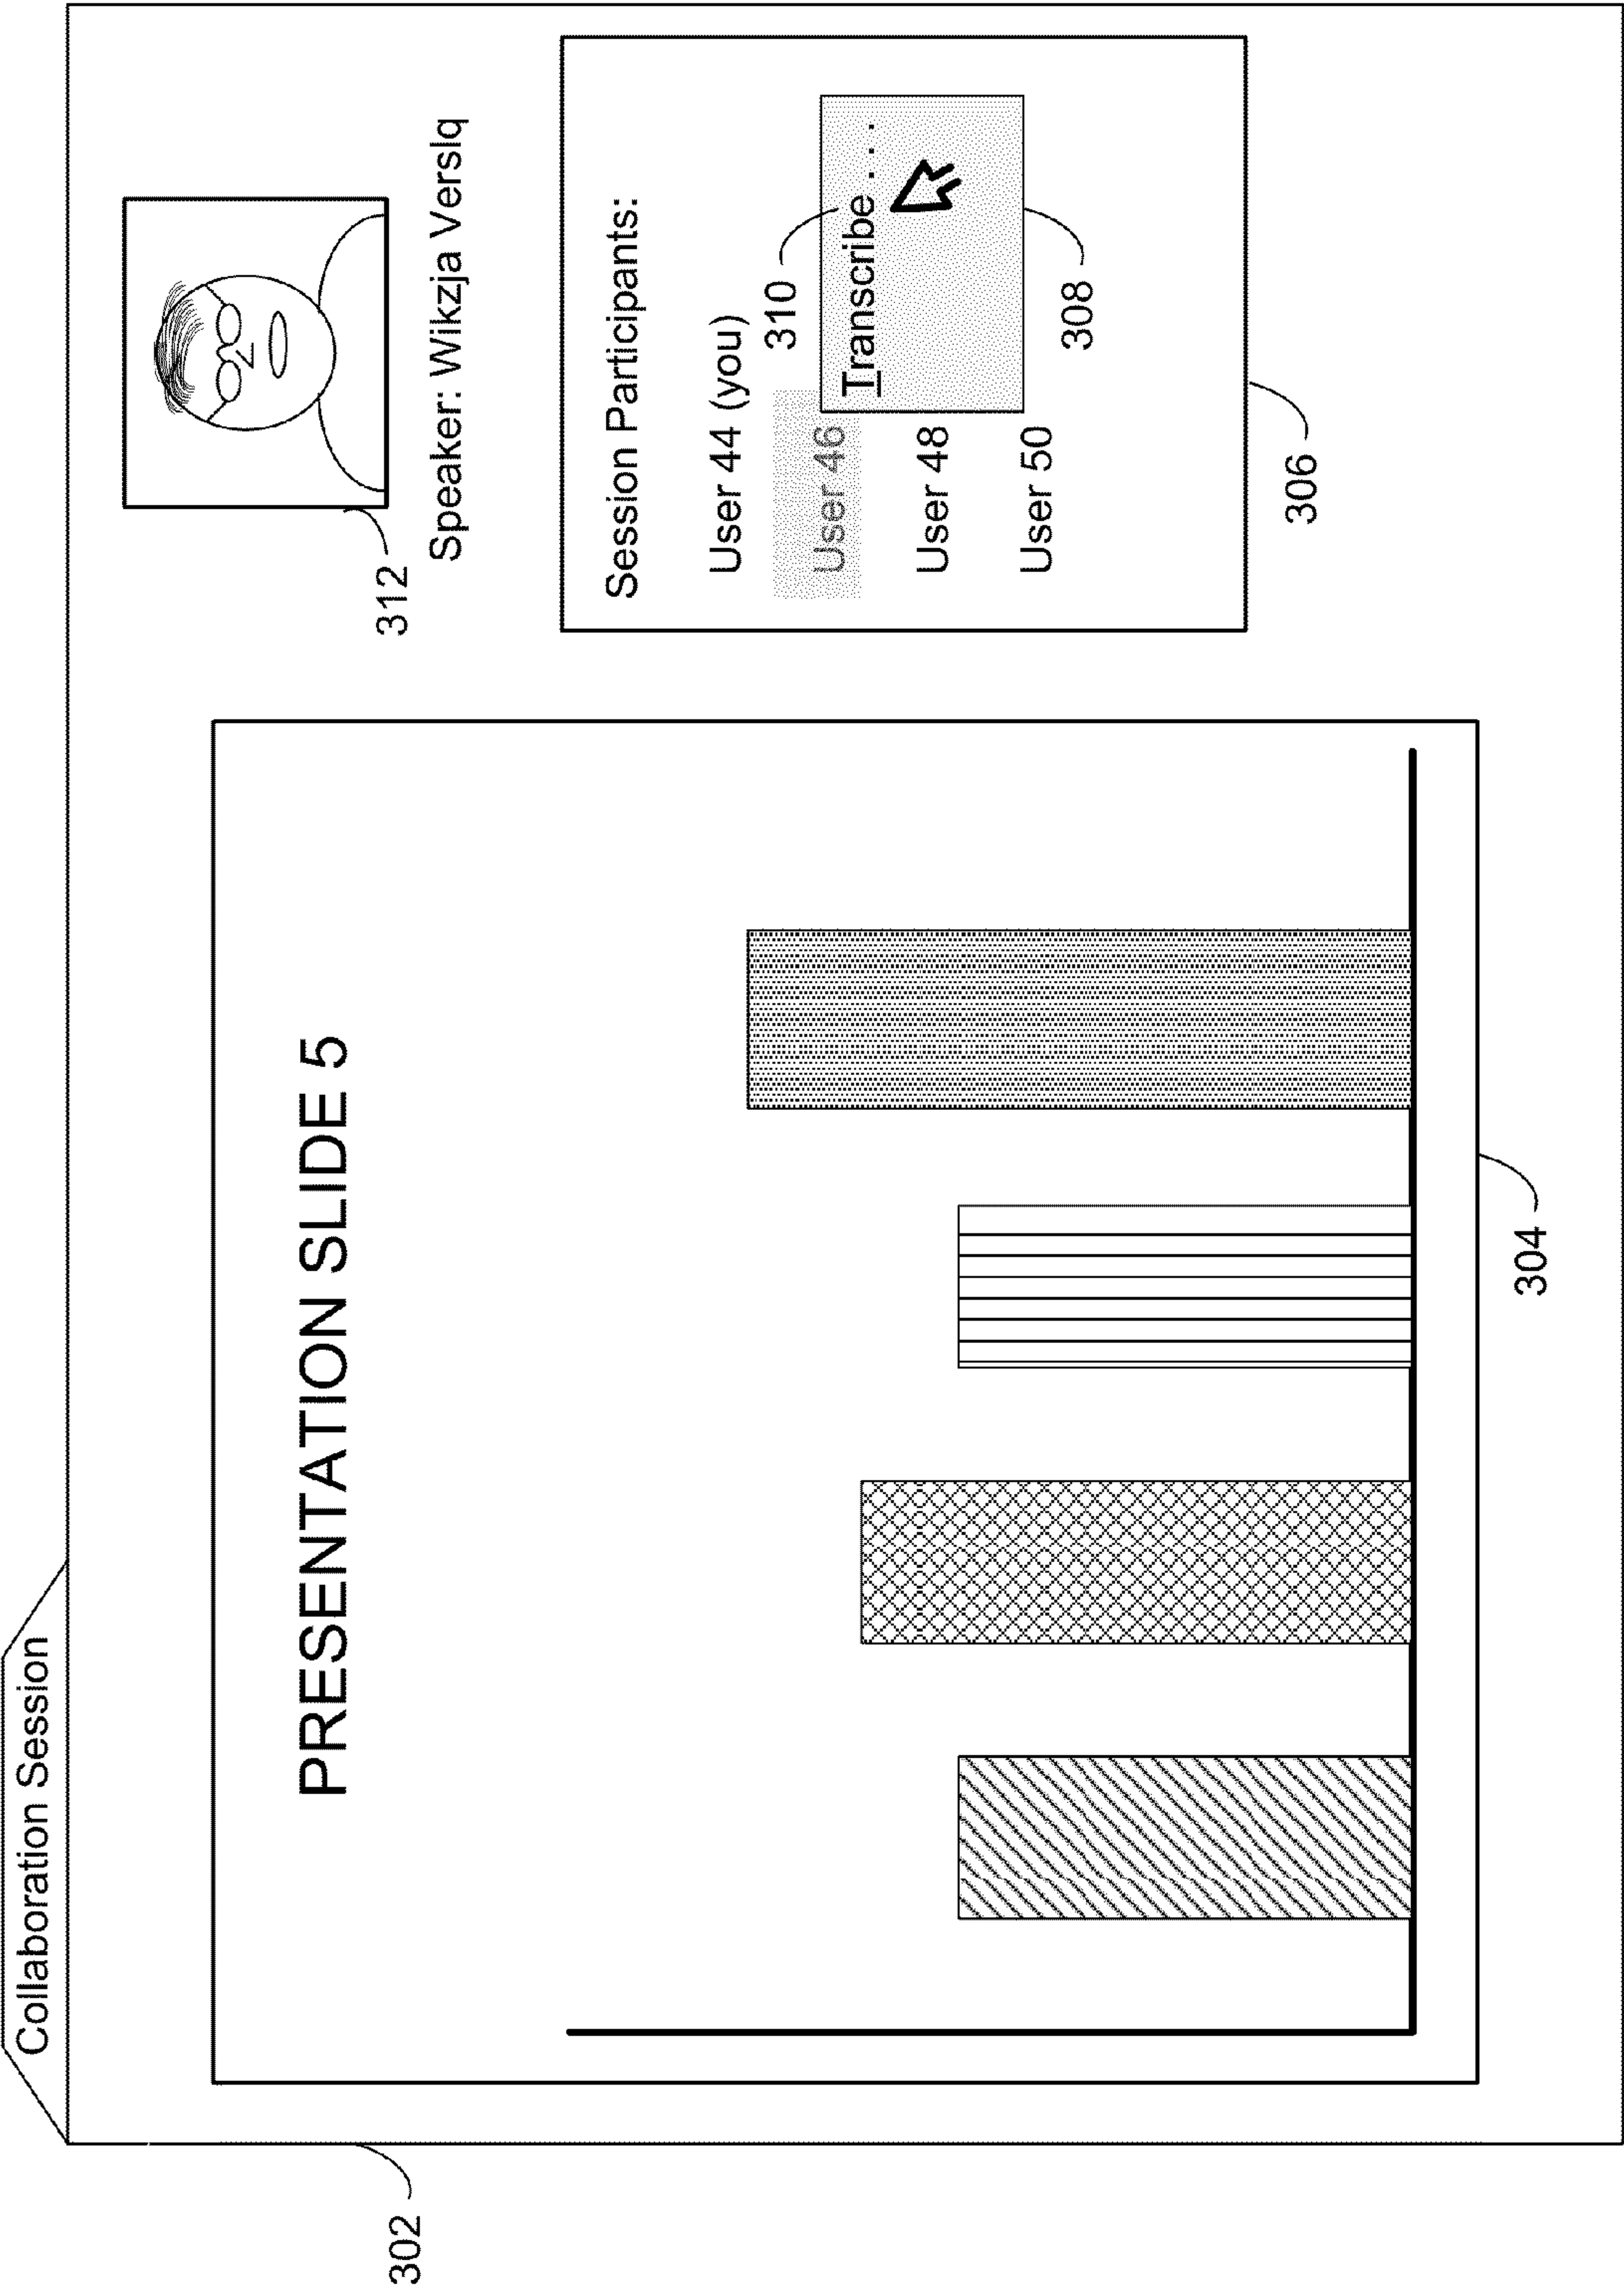 Collaboration Session
302
PRESENTATION SLIDE 5
304
312
Speaker: Wikzja Verslq
Session Participants:
User 44 (you)
310
User 46
Transcribe . . .
User 48
308
User 50
306